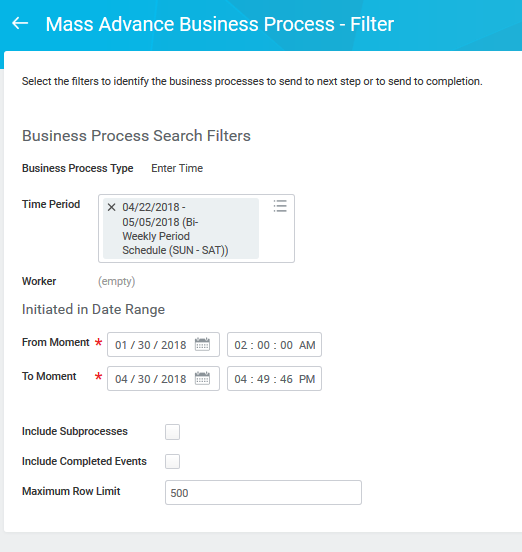 Mass Advance Business Process - Filter
Select the filters to identify the business processes to send to next step or to send to completion.
Business Process Search Filters
Business Process Type Enter Time
Time Period × 04/22/2018 -
05/05/2018 (Bi-
Weekly Period
Schedule (SUN - SAT))
Worker (empty)
Initiated in Date Range
From Moment * 01 / 30 / 2018 02 : 00 : 00 AM
To Moment * 04 / 30 / 2018 04 : 49 : 46 PM
Include Subprocesses
Include Completed Events
Maximum Row Limit 500